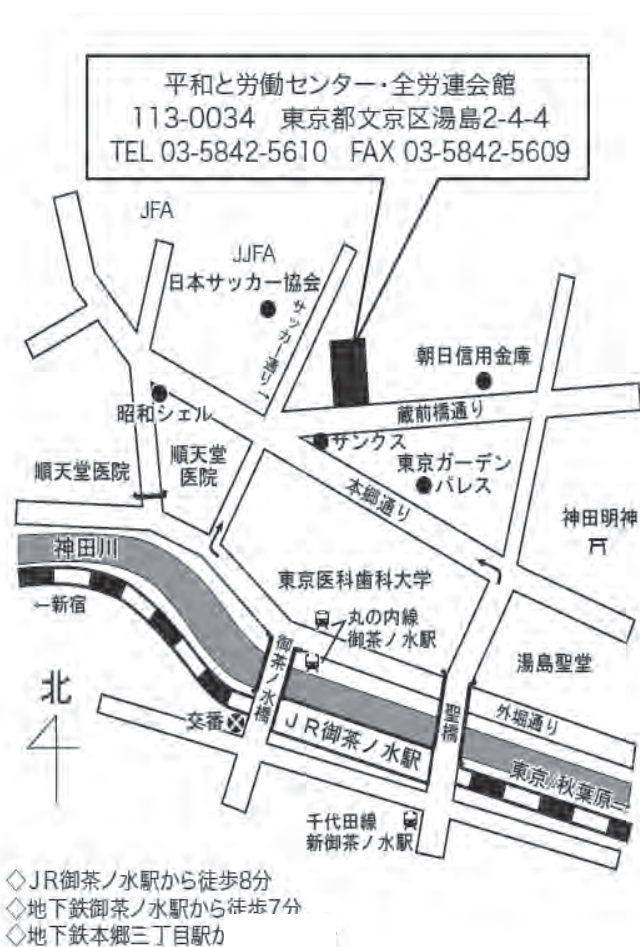 平和と労働センター・全労連会館
113-0034 東京都文京区湯島2-4-4
TEL 03-5842-5610 FAX 03-5842-5609
JFA
JJFA
日本サッカー協会
サッカー通り→
朝日信用金庫
昭和シェル
蔵前橋通り
サンクス
順天堂医院
順天堂
医院
東京ガーデン
パレス
本郷通り
神田明神
神田川
東京医科歯科大学
←新宿
丸の内線
御茶ノ水駅
湯島聖堂
北
御茶ノ水橋
聖橋
外堀通り
交番
JR御茶ノ水駅
東京/秋葉原→
千代田線
新御茶ノ水駅
◇JR御茶ノ水駅から徒歩8分
◇地下鉄御茶ノ水駅から徒歩7分
◇地下鉄本郷三丁目駅か